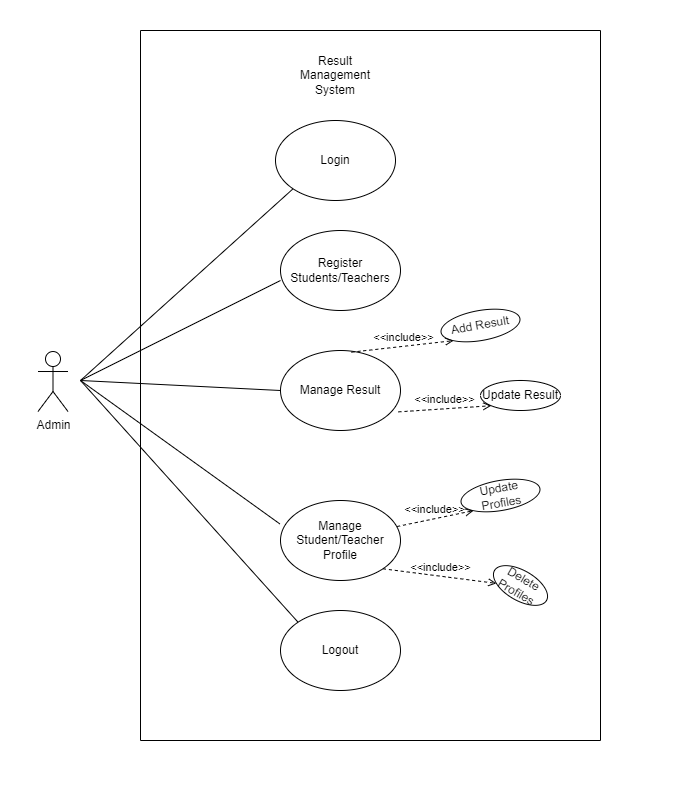 Result
Management
System
Login
Register
Students/Teachers
<<include>>
Add Result
Manage Result
<<include>>
Update Result
Admin
<<include>>
Update
Profiles
Manage
Student/Teacher
Profile
<<include>>
Delete
Profiles
Logout